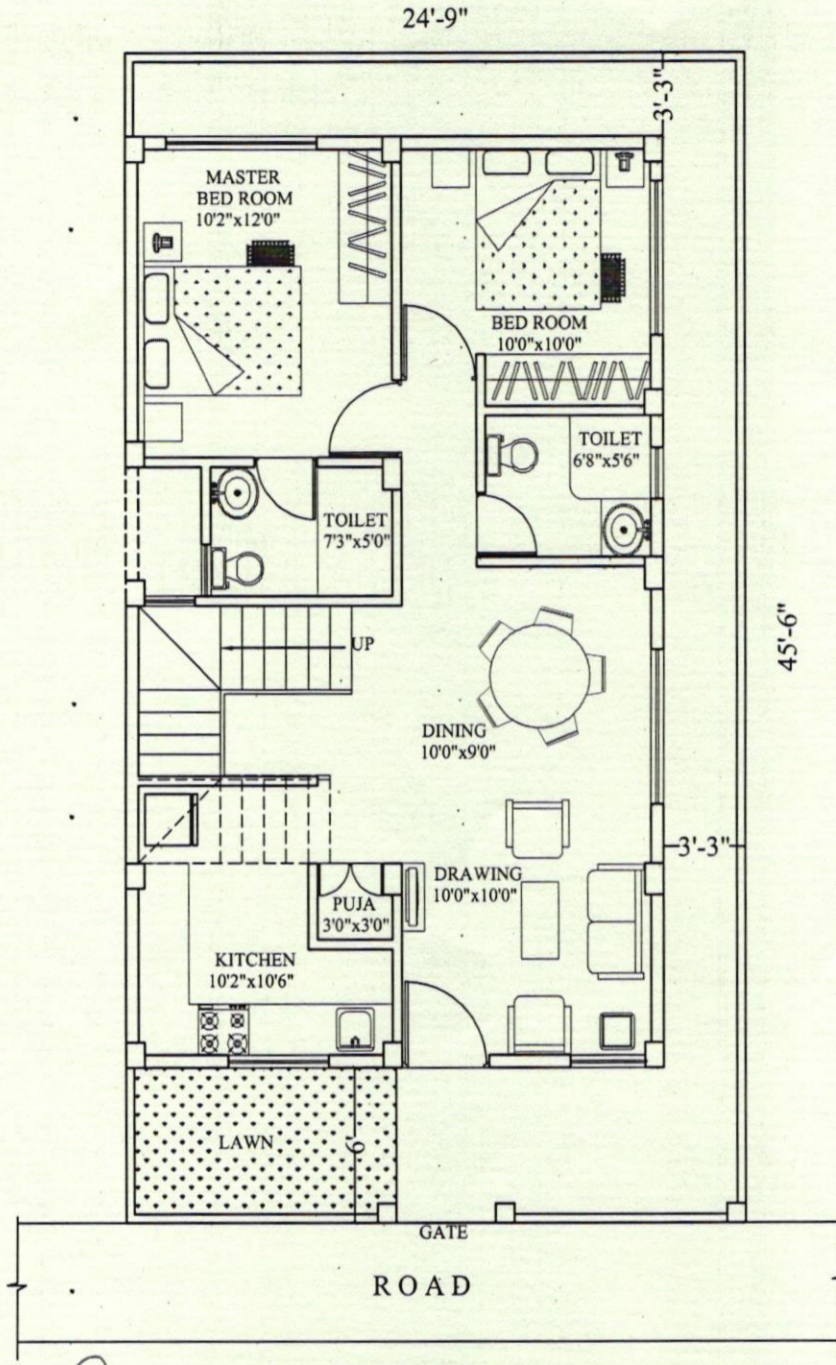 24'-9"
3'-3"
MASTER
BED ROOM
10'2"x12'0"
BED ROOM
10'0"x10'0"
TOILET
6'8"x5'6"
TOILET
7'3"x5'0"
UP
45'-6"
DINING
10'0"x9'0"
3'-3"
DRAWING
10'0"x10'0"
PUJA
3'0"x3'0"
KITCHEN
10'2"x10'6"
LAWN
6'
GATE
ROAD